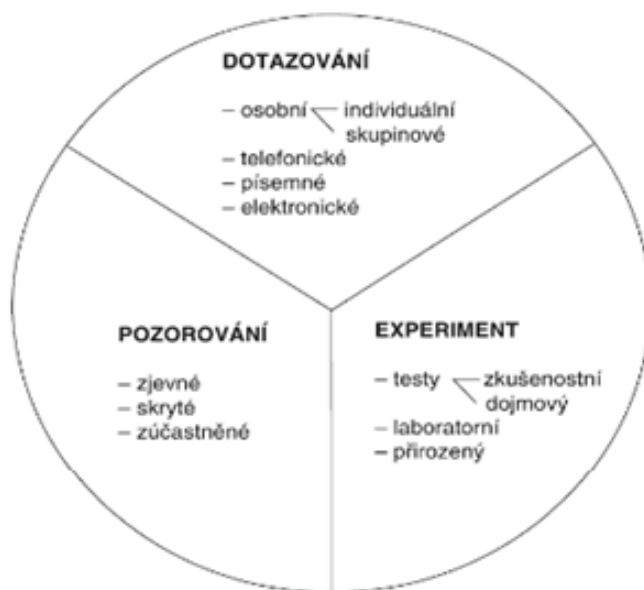 DOTAZOVÁNÍ
– osobní individuální
skupinové
– telefonické
– písemné
– elektronické
POZOROVÁNÍ
– zjevné
– skryté
– zúčastněné
EXPERIMENT
– testy zkušenostní
dojmový
– laboratorní
– přirozený